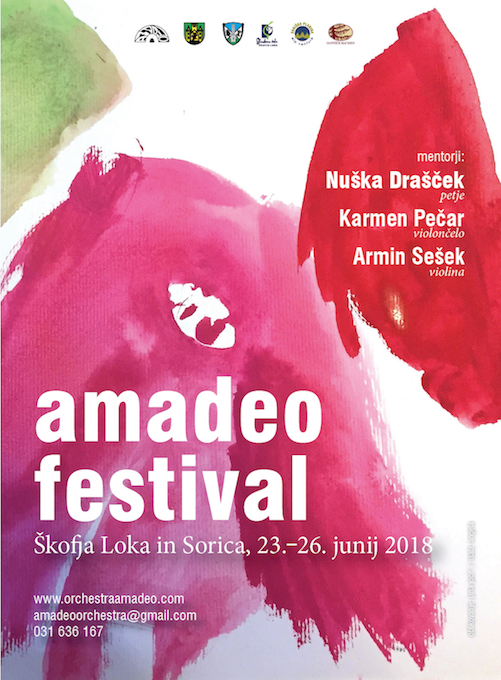 mentorji:
Nuška Drašček
petje
Karmen Pečar
violončelo
Armin Sešek
violina
amadeo
festival
Škofja Loka in Sorica, 23.–26. junij 2018
www.orchestraamadeo.com
amadeoorchestra@gmail.com
031 636 167